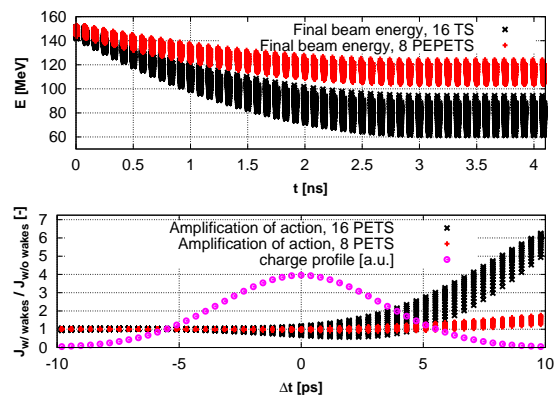 160
140
120
100
80
60
E [MeV]
Final beam energy, 16 TS
Final beam energy, 8 PEPETS
0 0.5 1 1.5 2 2.5 3 3.5 4
t [ns]
7
6
5
4
3
2
1
0
J w/ wakes / J w/o wakes [-]
Amplification of action, 16 PETS
Amplification of action, 8 PETS
charge profile [a.u.]
-10 -5 0 5 10
Δt [ps]